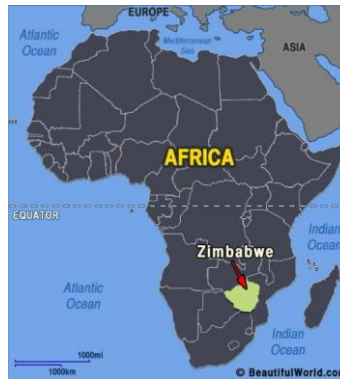 EUROPE
Atlantic
Ocean
Mediterranean
Sea
ASIA
AFRICA
EQUATOR
Indian
Ocean
Zimbabwe
Atlantic
Ocean
Indian
Ocean
1000mi
1000km
© BeautifulWorld.com